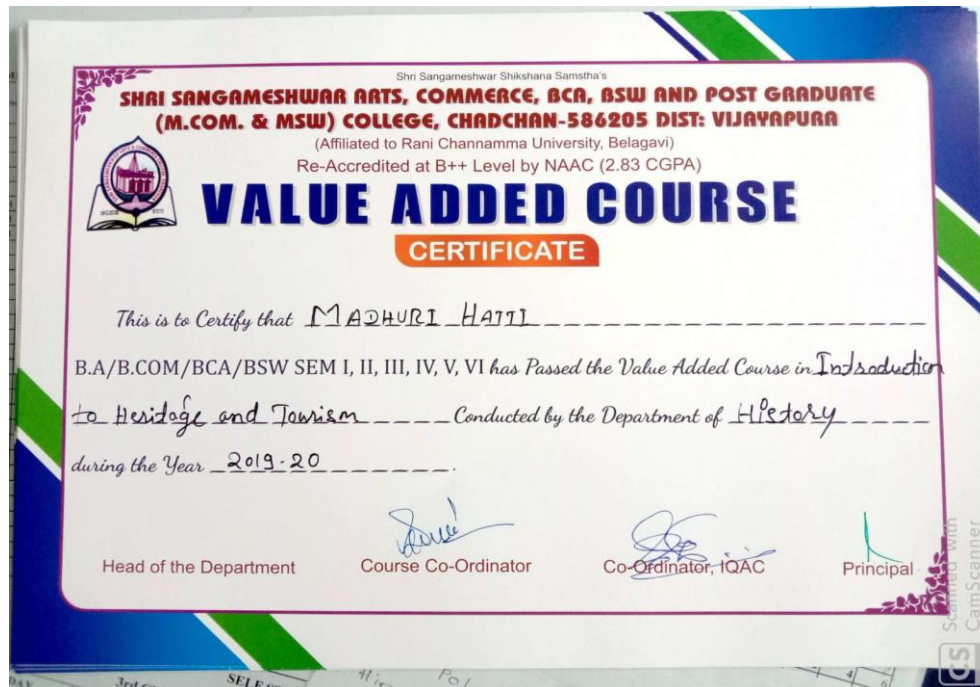 Shri Sangameshwar Shikshana Samstha's
SHRI SANGAMESHWAR ARTS, COMMERCE, BCA, BSW AND POST GRADUATE
(M.COM. & MSW) COLLEGE, CHADCHAN-586205 DIST: VIJAYAPURA
(Affiliated to Rani Channamma University, Belagavi)
Re-Accredited at B++ Level by NAAC (2.83 CGPA)
VALUE ADDED COURSE
CERTIFICATE
This is to Certify that MADHURI HATTI
B.A/B.COM/BCA/BSW SEM I, II, III, IV, V, VI has Passed the Value Added Course in Introduction
to Heritage and Tourism Conducted by the Department of History
during the Year 2019-20.
Head of the Department Course Co-Ordinator Co-Ordinator, IQAC Principal
CS Scanned with
CamScanner